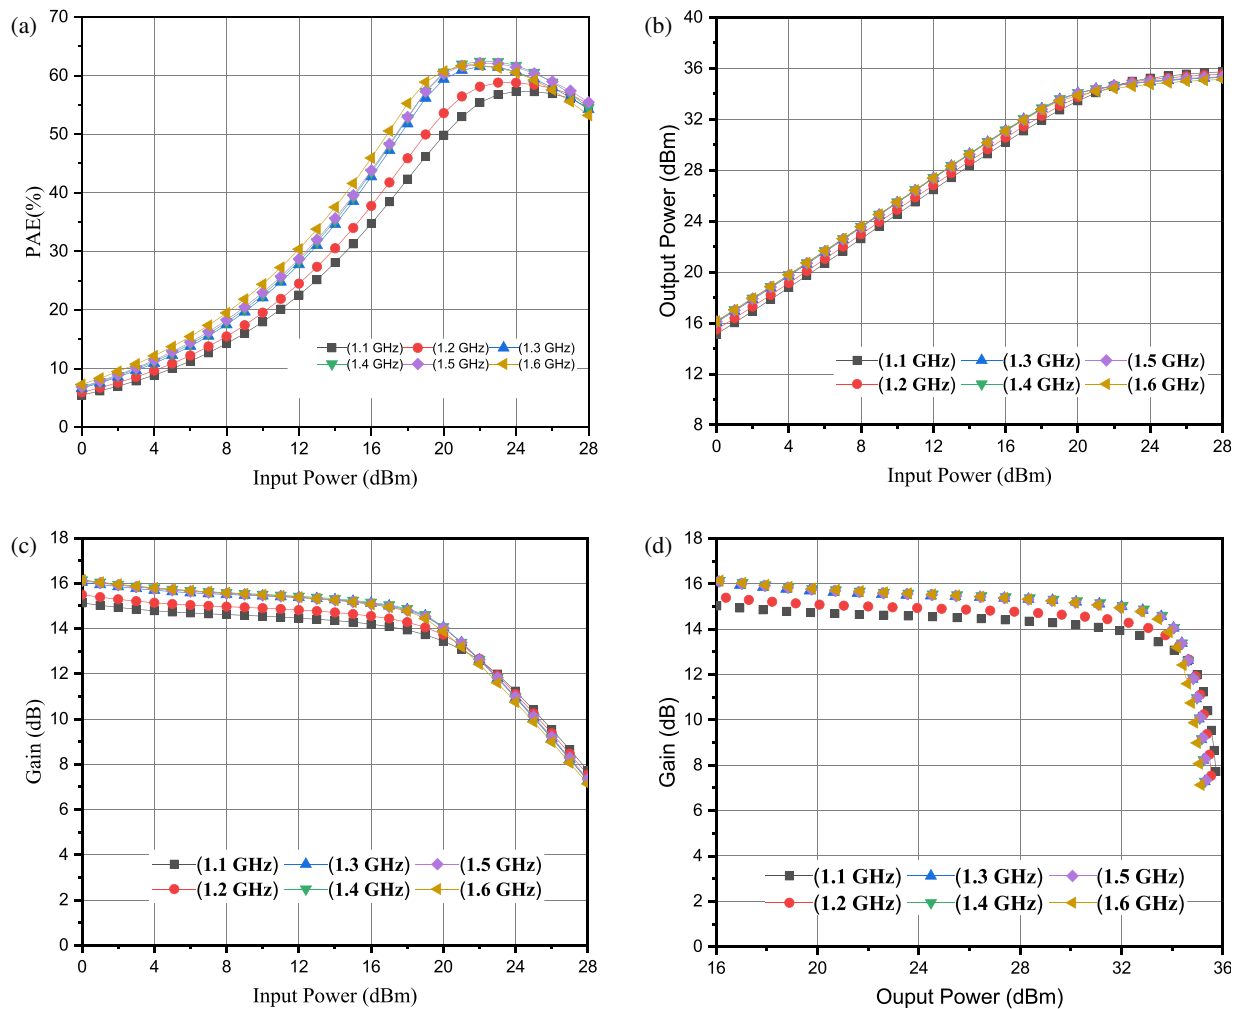 (a)
70
60
50
40
30
20
10
0
PAE(%)
(1.1 GHz) (1.2 GHz) (1.3 GHz)
(1.4 GHz) (1.5 GHz) (1.6 GHz)
0 4 8 12 16 20 24 28
Input Power (dBm)
(b)
40
36
32
28
24
20
16
12
8
Output Power (dBm)
(1.1 GHz) (1.3 GHz) (1.5 GHz)
(1.2 GHz) (1.4 GHz) (1.6 GHz)
0 4 8 12 16 20 24 28
Input Power (dBm)
(c)
18
16
14
12
10
8
6
4
2
0
Gain (dB)
(1.1 GHz) (1.3 GHz) (1.5 GHz)
(1.2 GHz) (1.4 GHz) (1.6 GHz)
0 4 8 12 16 20 24 28
Input Power (dBm)
(d)
18
16
14
12
10
8
6
4
2
0
Gain (dB)
(1.1 GHz) (1.3 GHz) (1.5 GHz)
(1.2 GHz) (1.4 GHz) (1.6 GHz)
16 20 24 28 32 36
Ouput Power (dBm)